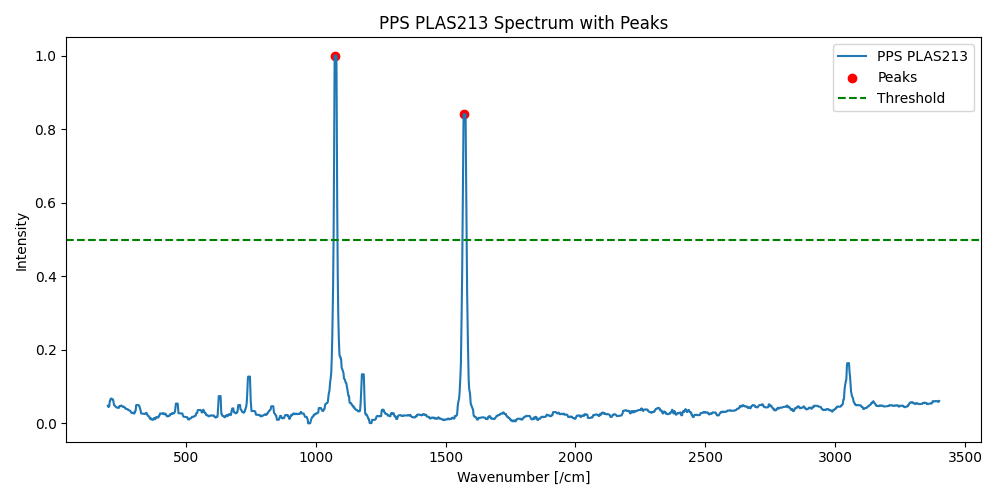 PPS PLAS213 Spectrum with Peaks
PPS PLAS213
Peaks
Threshold
Intensity
1.0
0.8
0.6
0.4
0.2
0.0
500 1000 1500 2000 2500 3000 3500
Wavenumber [/cm]